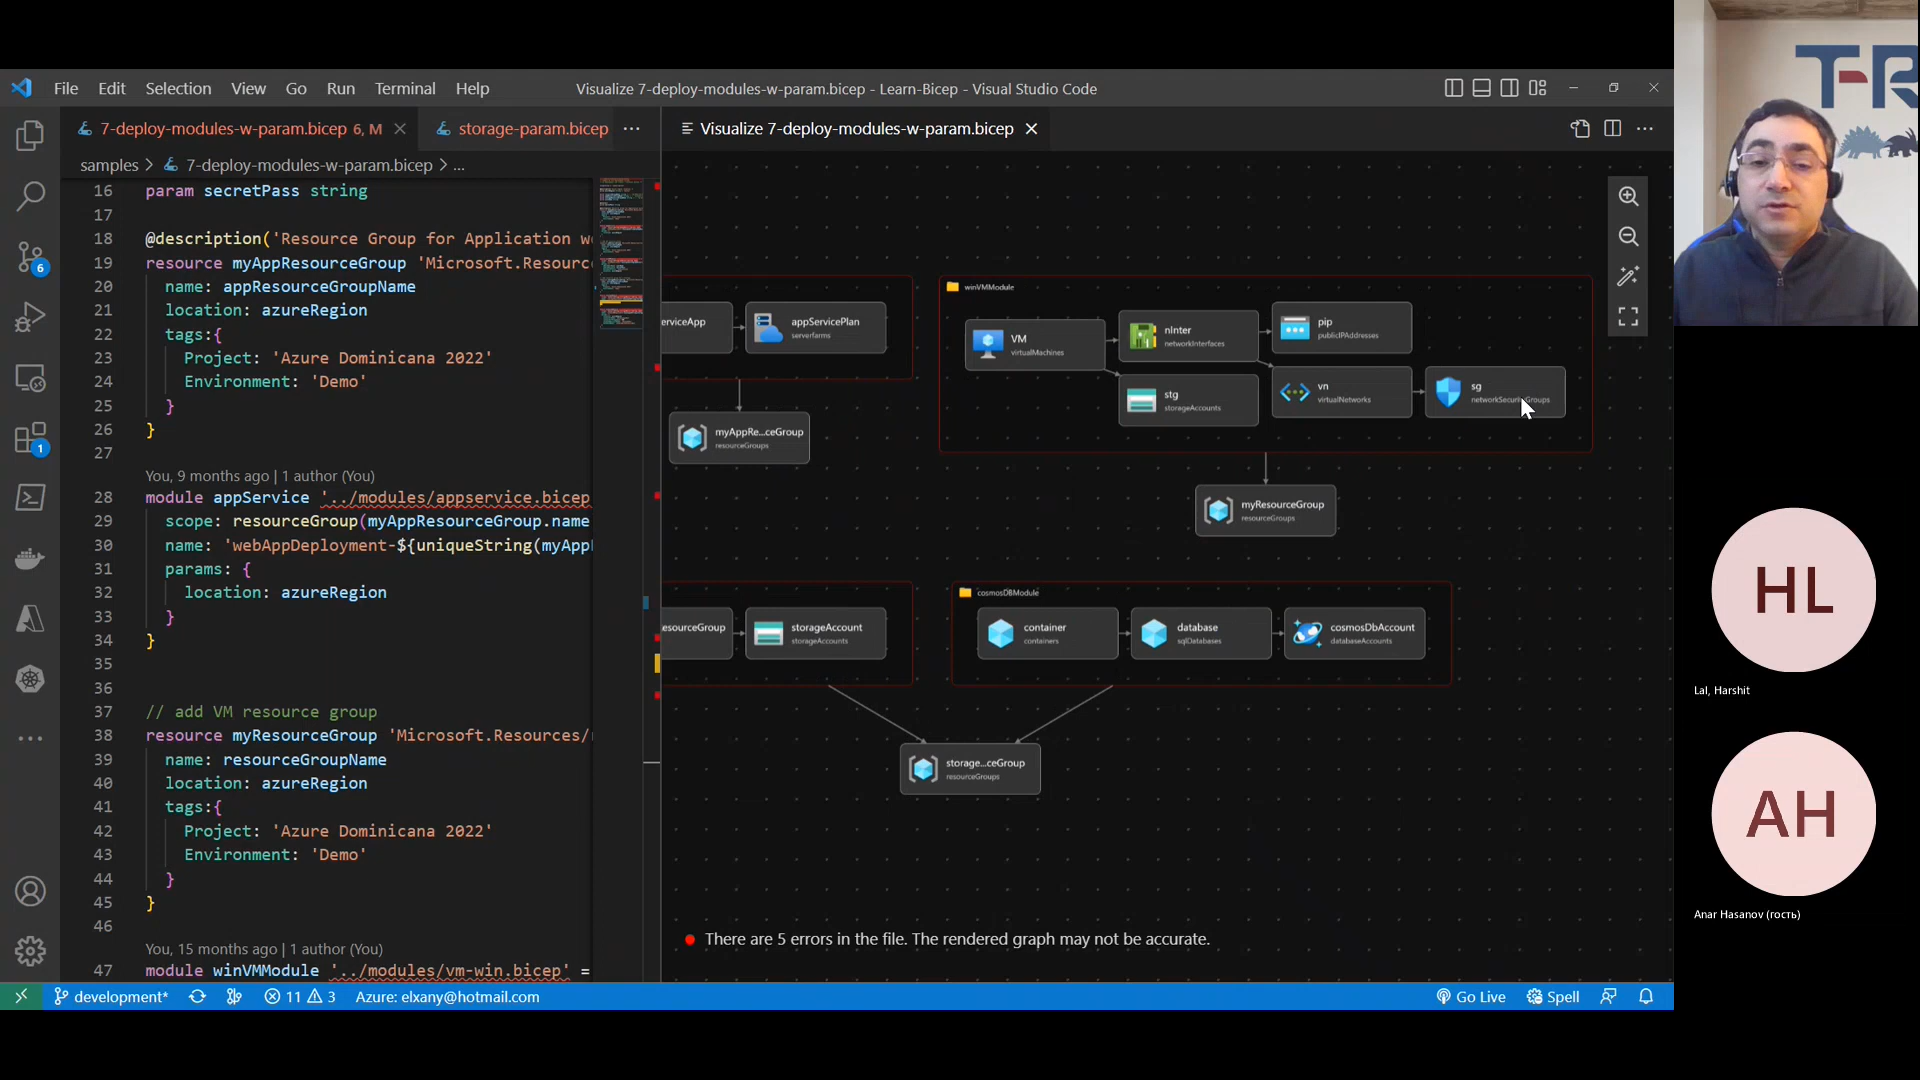 File Edit Selection View Go Run Terminal Help
Visualize 7-deploy-modules-w-param.bicep - Learn-Bicep - Visual Studio Code
7-deploy-modules-w-param.bicep 6, M
storage-param.bicep
Visualize 7-deploy-modules-w-param.bicep
samples > 7-deploy-modules-w-param.bicep > ...
16 param secretPass string
17
18 @description('Resource Group for Application w
19 resource myAppResourceGroup 'Microsoft.Resourc
20 name: appResourceGroupName
21 location: azureRegion
22 tags:{
23 Project: 'Azure Dominicana 2022'
24 Environment: 'Demo'
25 }
26 }
27
You, 9 months ago | 1 author (You)
28 module appService '../modules/appservice.bicep
29 scope: resourceGroup(myAppResourceGroup.name
30 name: 'webAppDeployment-${uniqueString(myApp
31 params: {
32 location: azureRegion
33 }
34 }
35
36
37 // add VM resource group
38 resource myResourceGroup 'Microsoft.Resources/
39 name: resourceGroupName
40 location: azureRegion
41 tags:{
42 Project: 'Azure Dominicana 2022'
43 Environment: 'Demo'
44 }
45 }
46
You, 15 months ago | 1 author (You)
47 module winVMModule '../modules/vm-win.bicep' =
6
1
erviceApp
appServicePlan
serverfarms
myAppRe...ceGroup
resourceGroups
winVMModule
VM
virtualMachines
nInter
networkInterfaces
pip
publicIPAddresses
stg
storageAccounts
vn
virtualNetworks
sg
networkSecurityGroups
myResourceGroup
resourceGroups
esourceGroup
storageAccount
storageAccounts
cosmosDBModule
container
containers
database
sqlDatabases
cosmosDbAccount
databaseAccounts
storage...ceGroup
resourceGroups
There are 5 errors in the file. The rendered graph may not be accurate.
development*
11
3
Azure: elxany@hotmail.com
Go Live
Spell
T-R
HL
Lal, Harshit
AH
Anar Hasanov (гость)